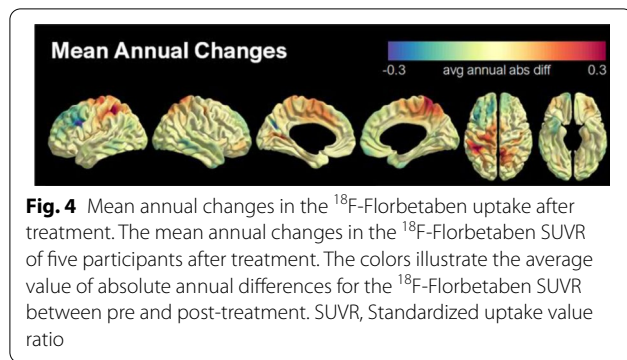 Mean Annual Changes
-0.3 avg annual abs diff 0.3
Fig. 4 Mean annual changes in the ¹⁸F-Florbetaben uptake after
treatment. The mean annual changes in the ¹⁸F-Florbetaben SUVR
of five participants after treatment. The colors illustrate the average
value of absolute annual differences for the ¹⁸F-Florbetaben SUVR
between pre and post-treatment. SUVR, Standardized uptake value
ratio